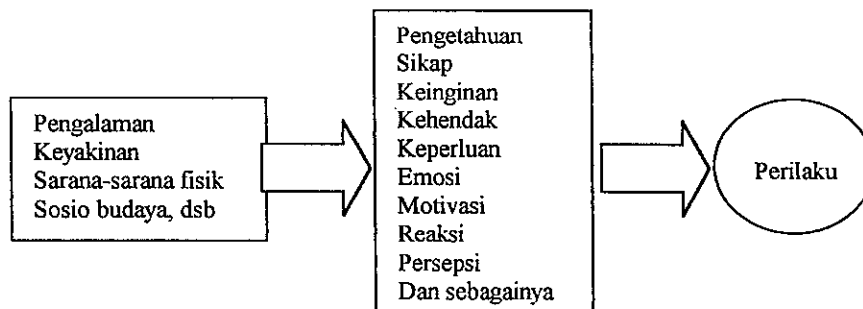 Pengalaman
Keyakinan
Sarana-sarana fisik
Sosio budaya, dsb
Pengetahuan
Sikap
Keinginan
Kehendak
Keperluan
Emosi
Motivasi
Reaksi
Persepsi
Dan sebagainya
Perilaku